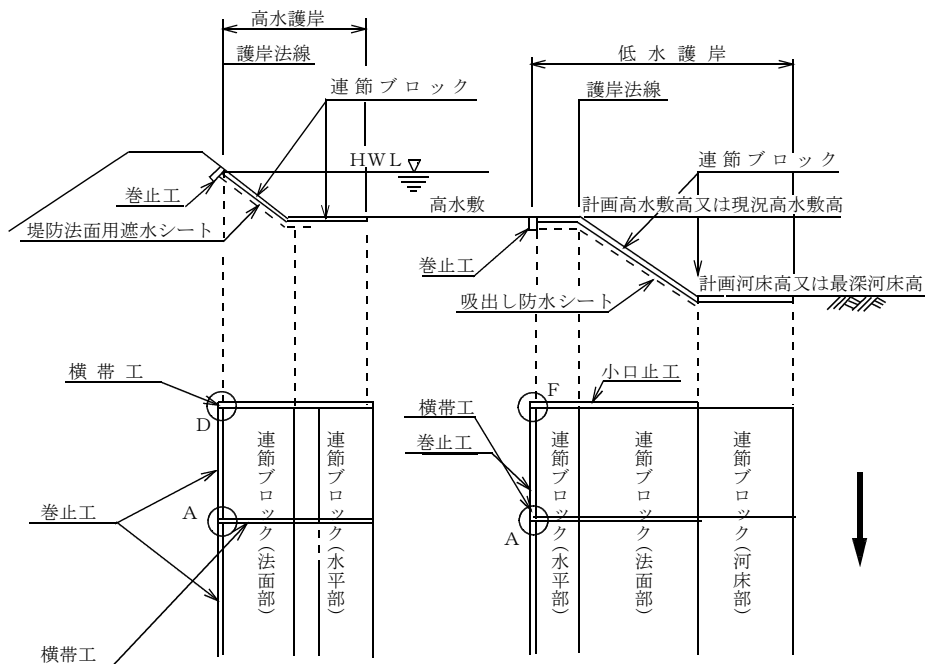 高水護岸
護岸法線
連節ブロック
HWL
巻止工
堤防法面用遮水シート
低水護岸
護岸法線
連節ブロック
高水敷
計画高水敷高又は現況高水敷高
巻止工
計画河床高又は最深河床高
吸出し防水シート
横帯工
D
巻止工
A
横帯工
連節ブロック(法面部)
連節ブロック(水平部)
小口止工
F
横帯工
巻止工
A
連節ブロック(水平部)
連節ブロック(法面部)
連節ブロック(河床部)